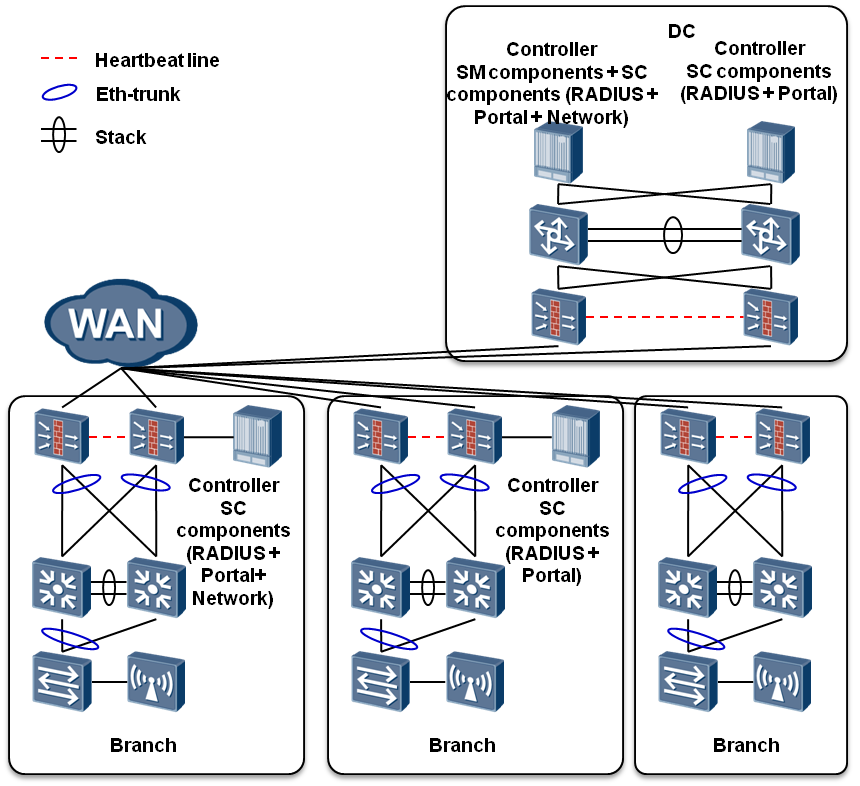 Heartbeat line
Eth-trunk
Stack
DC
Controller
SM components + SC
components (RADIUS +
Portal + Network)
Controller
SC components
(RADIUS + Portal)
WAN
Controller
SC
components
(RADIUS +
Portal+
Network)
Branch
Controller
SC
components
(RADIUS +
Portal)
Branch
Branch